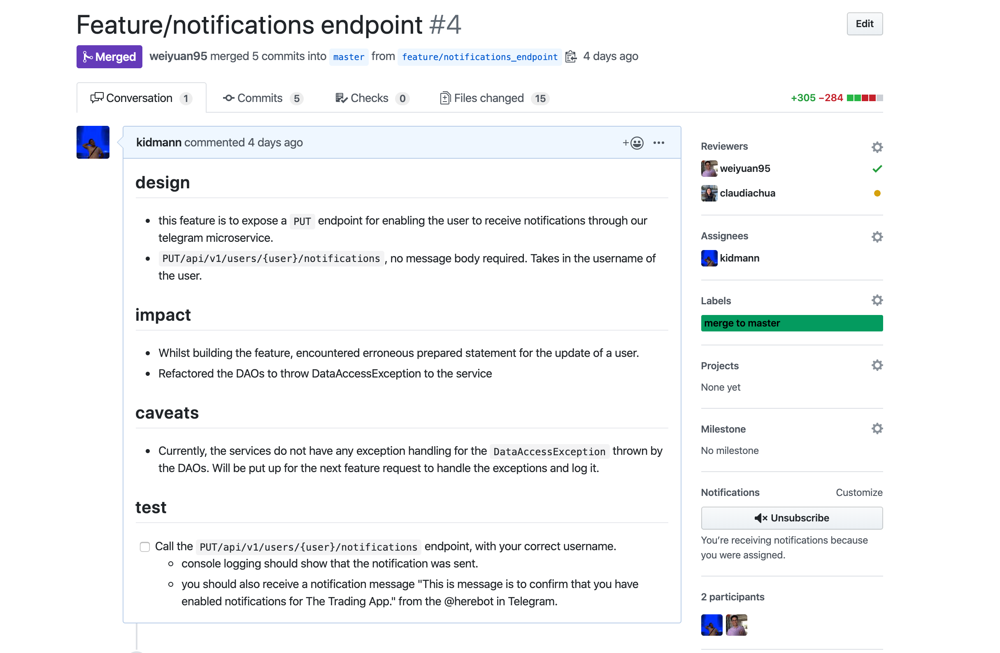 Feature/notifications endpoint #4
Edit
Merged weiyuan95 merged 5 commits into master from feature/notifications_endpoint 4 days ago
Conversation 1 Commits 5 Checks 0 Files changed 15 +305 −284
kidmann commented 4 days ago
design
• this feature is to expose a PUT endpoint for enabling the user to receive notifications through our
telegram microservice.
• PUT/api/v1/users/{user}/notifications , no message body required. Takes in the username of
the user.
impact
• Whilst building the feature, encountered erroneous prepared statement for the update of a user.
• Refactored the DAOs to throw DataAccessException to the service
caveats
• Currently, the services do not have any exception handling for the DataAccessException thrown by
the DAOs. Will be put up for the next feature request to handle the exceptions and log it.
test
Call the PUT/api/v1/users/{user}/notifications endpoint, with your correct username.
console logging should show that the notification was sent.
you should also receive a notification message "This is message is to confirm that you have
enabled notifications for The Trading App." from the @herebot in Telegram.
Reviewers
weiyuan95
claudiachua
Assignees
kidmann
Labels
merge to master
Projects
None yet
Milestone
No milestone
Notifications Customize
Unsubscribe
You’re receiving notifications because
you were assigned.
2 participants